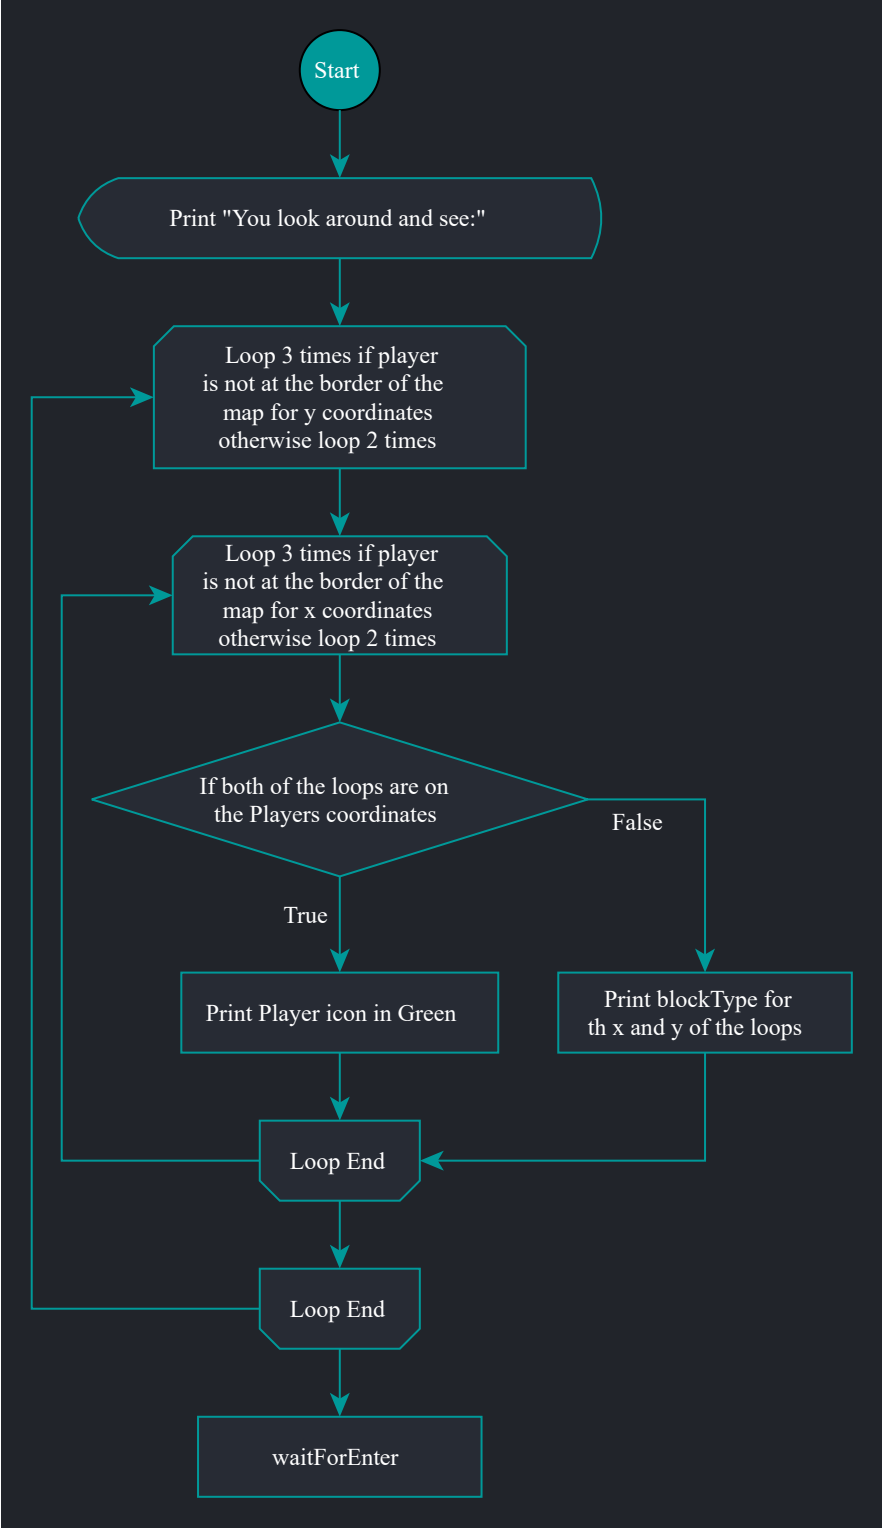 Start
Print "You look around and see:"
Loop 3 times if player
is not at the border of the
map for y coordinates
otherwise loop 2 times
Loop 3 times if player
is not at the border of the
map for x coordinates
otherwise loop 2 times
If both of the loops are on
the Players coordinates
False
True
Print Player icon in Green
Print blockType for
th x and y of the loops
Loop End
Loop End
waitForEnter